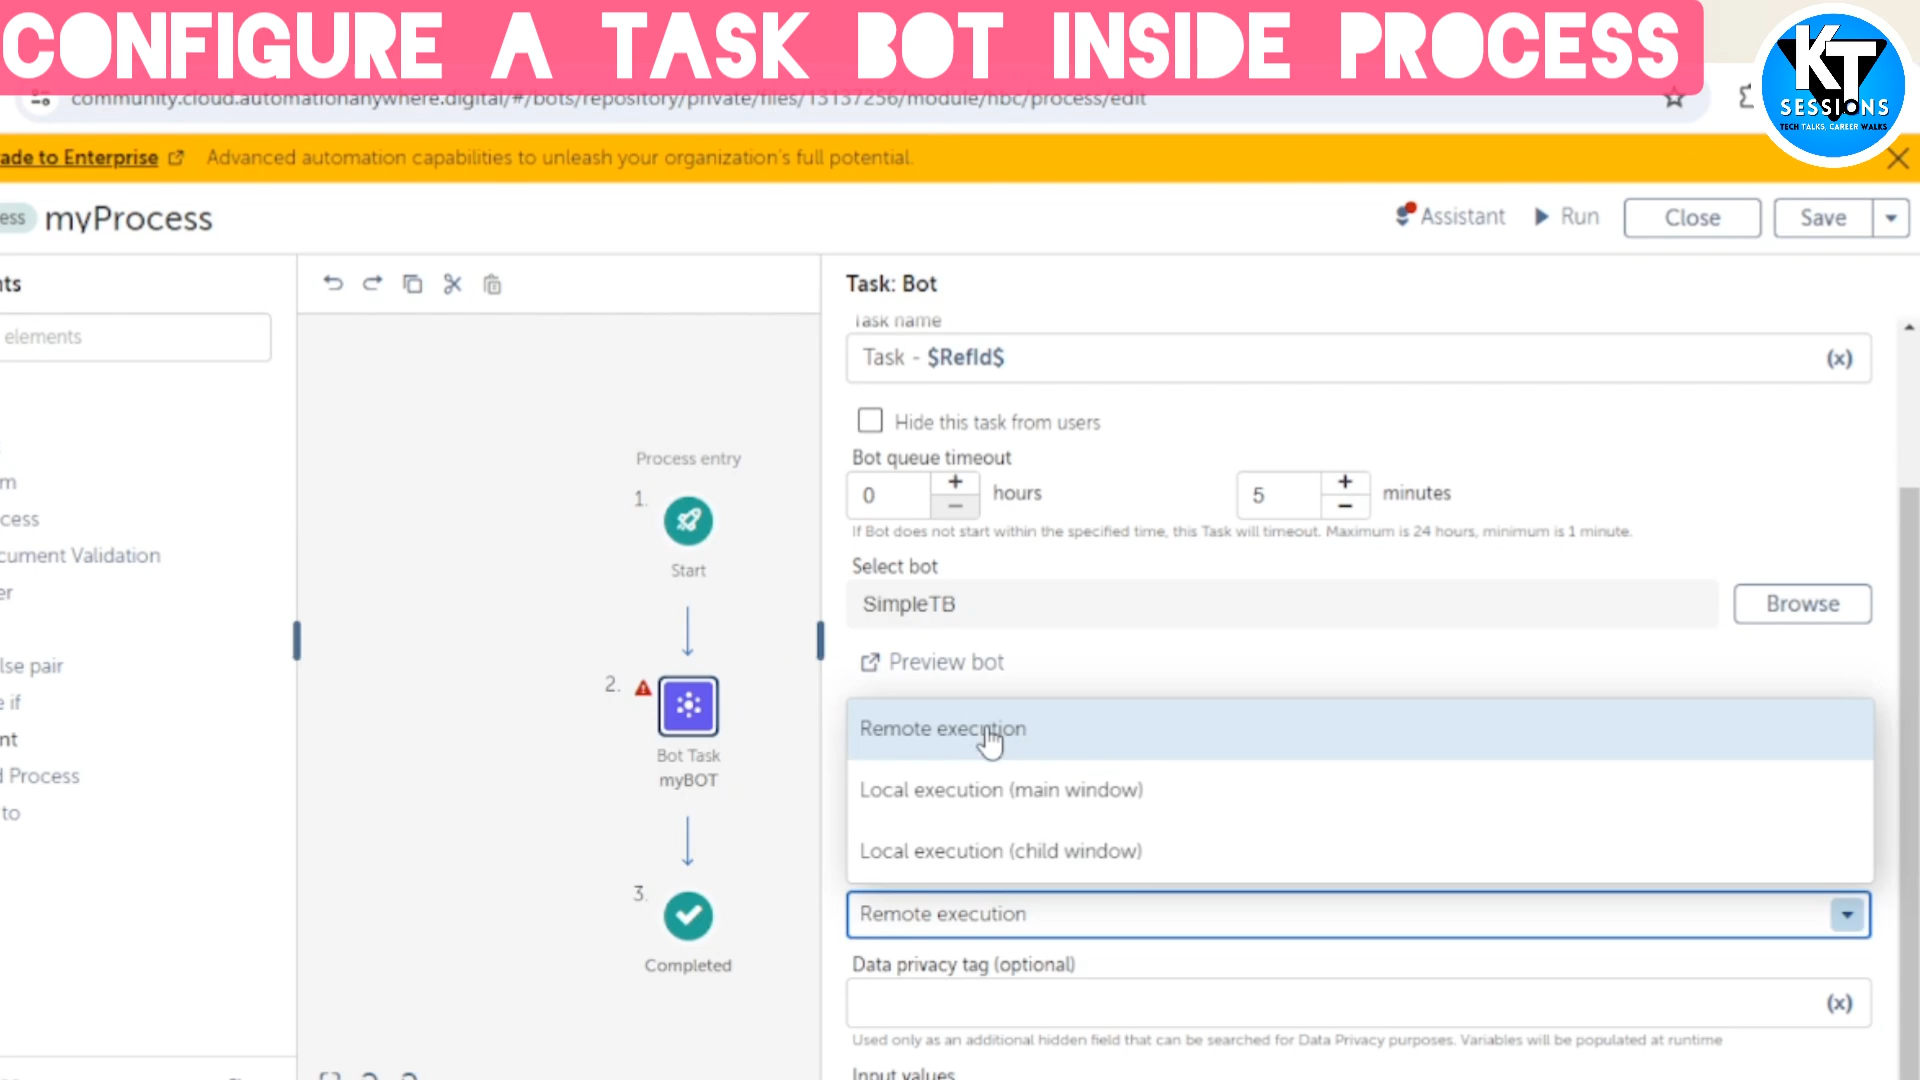 CONFIGURE A TASK BOT INSIDE PROCESS
KT
SESSIONS
TECH TALKS, CAREER WALKS
community.cloud.automationanywhere.digital/#/bots/repository/private/files/13137256/module/hbc/process/edit
ade to Enterprise Advanced automation capabilities to unleash your organization's full potential.
ess myProcess
Assistant Run Close Save
nts
elements
m
cess
cument Validation
er
lse pair
e if
nt
d Process
to
Process entry
1.
Start
2.
Bot Task
myBOT
3.
Completed
Task: Bot
Task name
Task - $RefId$ (x)
Hide this task from users
Bot queue timeout
0 + − hours 5 + − minutes
If Bot does not start within the specified time, this Task will timeout. Maximum is 24 hours, minimum is 1 minute.
Select bot
SimpleTB Browse
Preview bot
Remote execution
Local execution (main window)
Local execution (child window)
Remote execution
Data privacy tag (optional)
(x)
Used only as an additional hidden field that can be searched for Data Privacy purposes. Variables will be populated at runtime
Input values